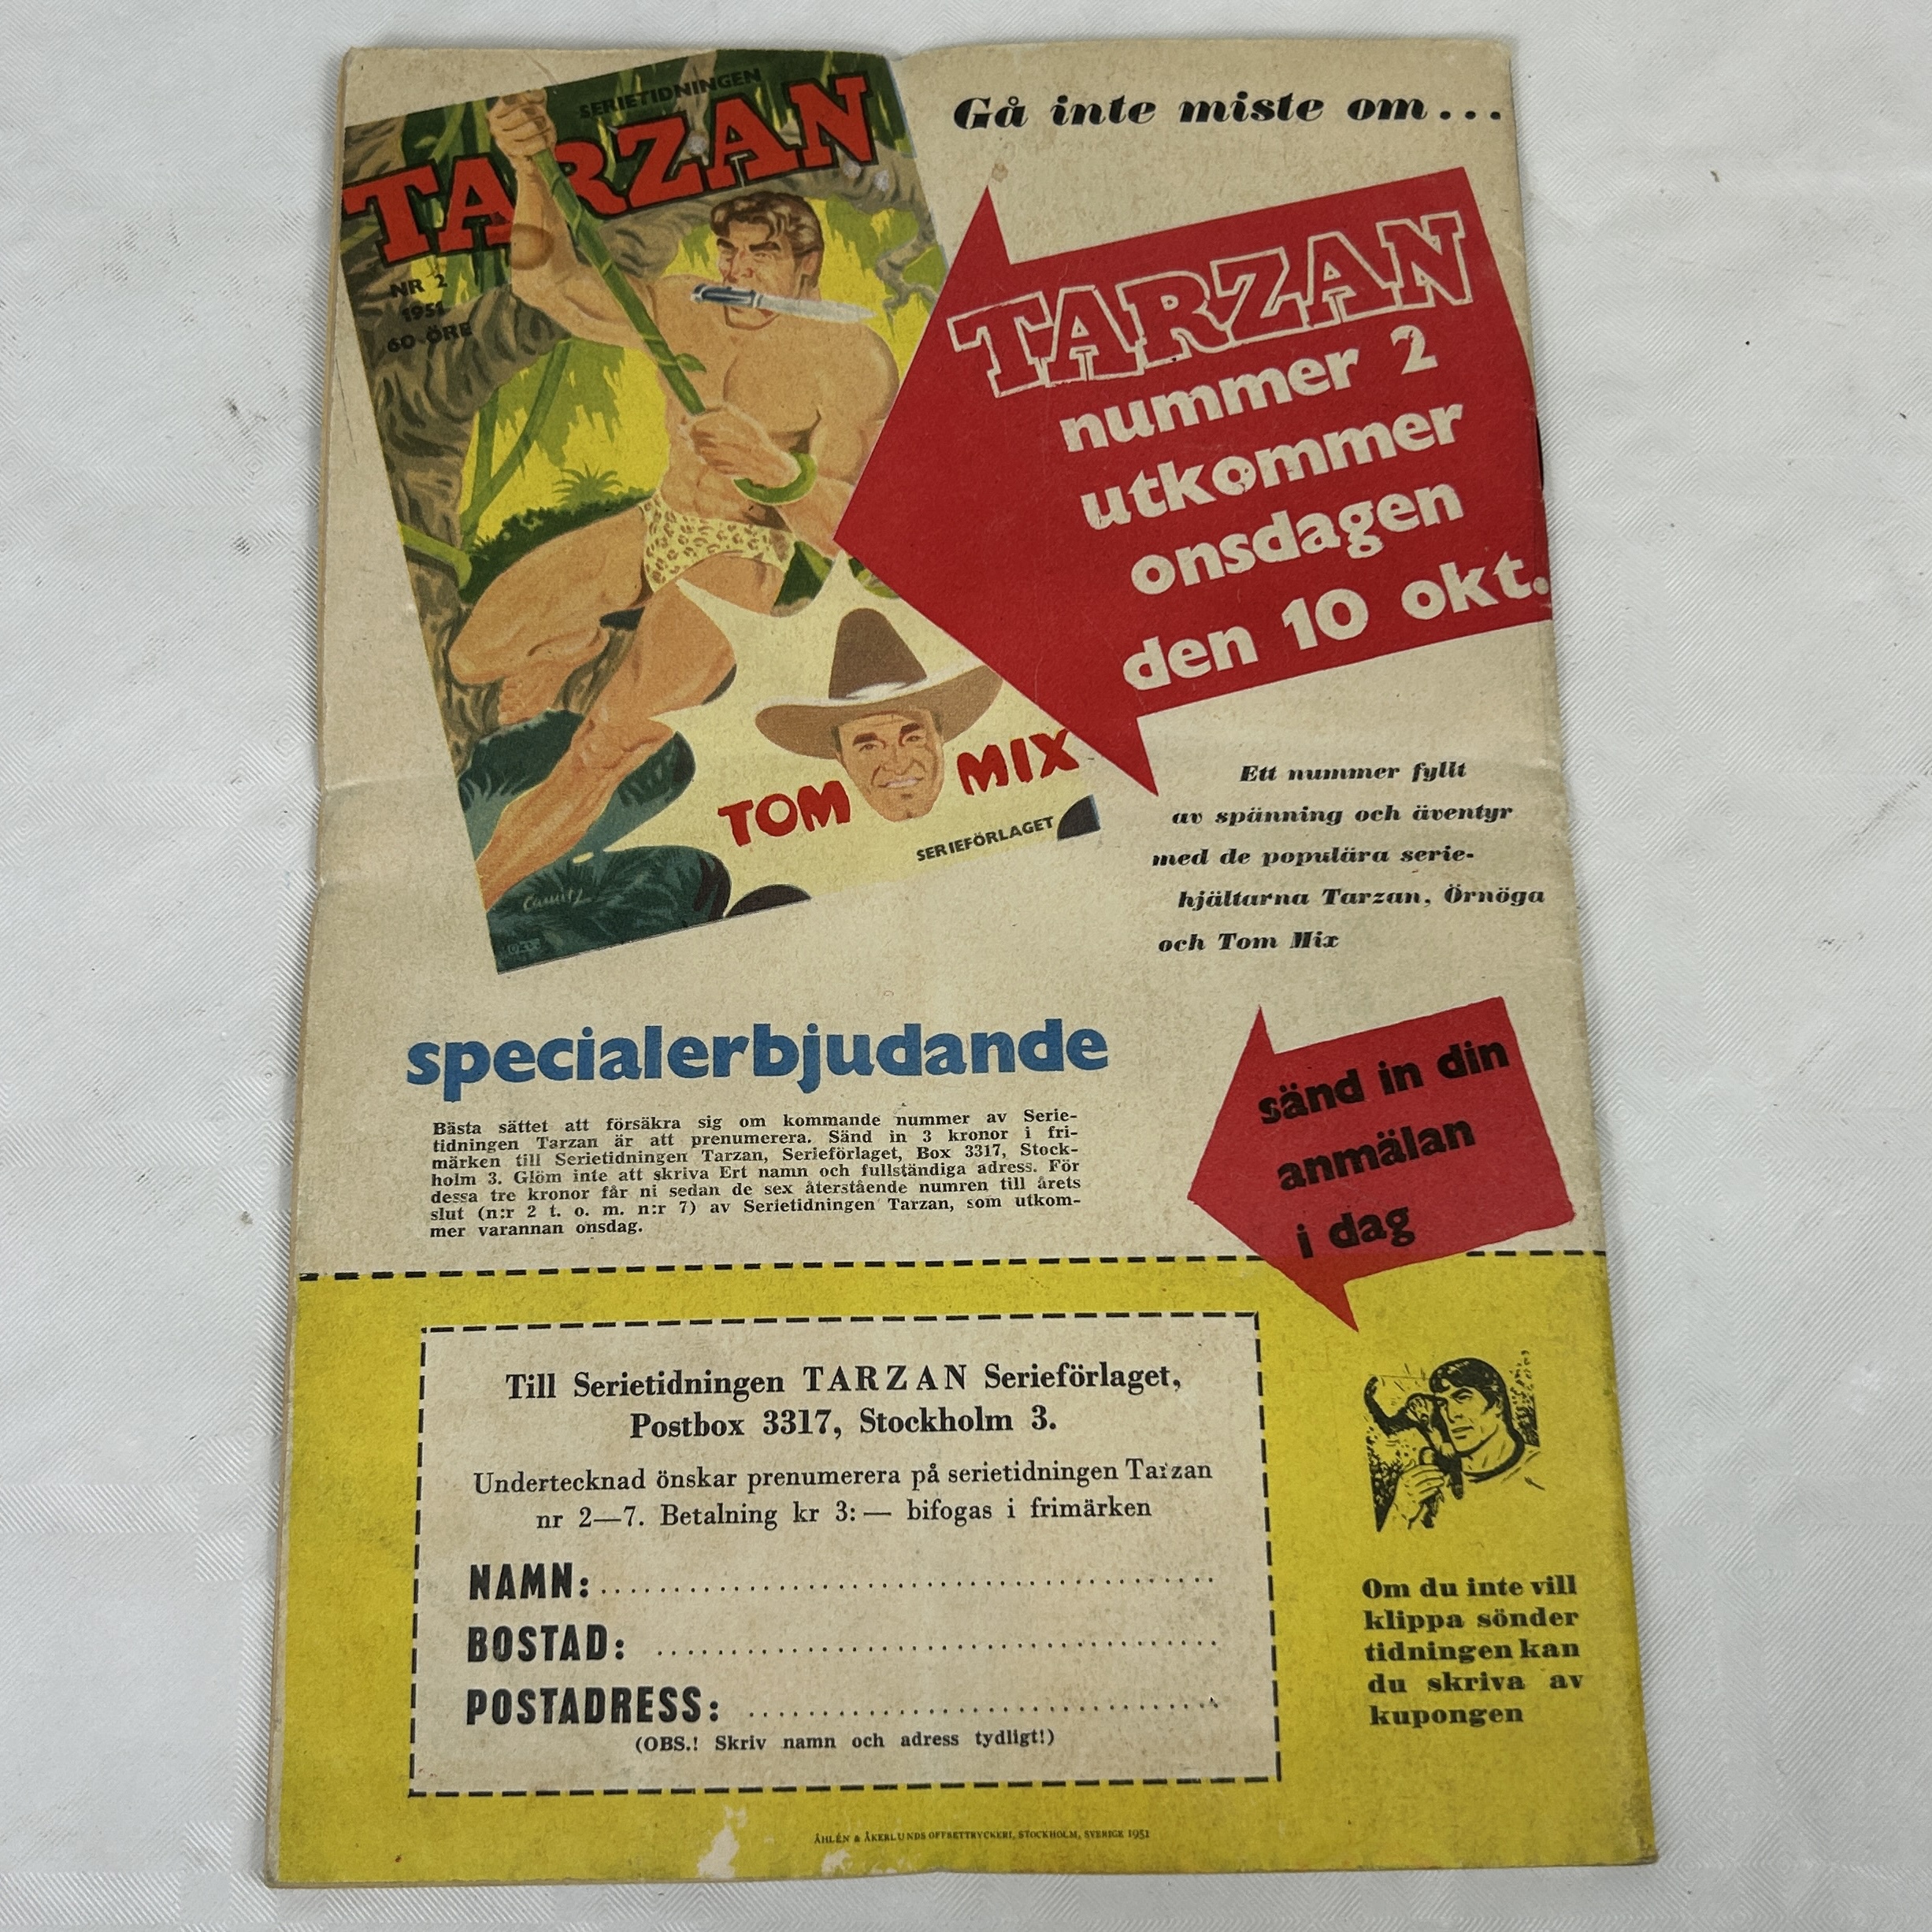 SERIETIDNINGEN
TARZAN
NR 2
1951
60 ÖRE
TOM MIX
SERIEFÖRLAGET
Gå inte miste om...
TARZAN
nummer 2
utkommer
onsdagen
den 10 okt.
Ett nummer fyllt
av spänning och äventyr
med de populära serie-
hjältarna Tarzan, Örnöga
och Tom Mix
specialerbjudande
Bästa sättet att försäkra sig om kommande nummer av Serie-
tidningen Tarzan är att prenumerera. Sänd in 3 kronor i fri-
märken till Serietidningen Tarzan, Serieförlaget, Box 3317, Stock-
holm 3. Glöm inte att skriva Ert namn och fullständiga adress. För
dessa tre kronor får ni sedan de sex återstående numren till årets
slut (n:r 2 t. o. m. n:r 7) av Serietidningen Tarzan, som utkom-
mer varannan onsdag.
sänd in din
anmälan
i dag
Till Serietidningen TARZAN Serieförlaget,
Postbox 3317, Stockholm 3.
Undertecknad önskar prenumerera på serietidningen Tarzan
nr 2—7. Betalning kr 3:— bifogas i frimärken
NAMN:
BOSTAD:
POSTADRESS:
(OBS.! Skriv namn och adress tydligt!)
Om du inte vill
klippa sönder
tidningen kan
du skriva av
kupongen
ÅHLÉN & ÅKERLUNDS OFFSETTRYCKERI, STOCKHOLM, SVERIGE 1951